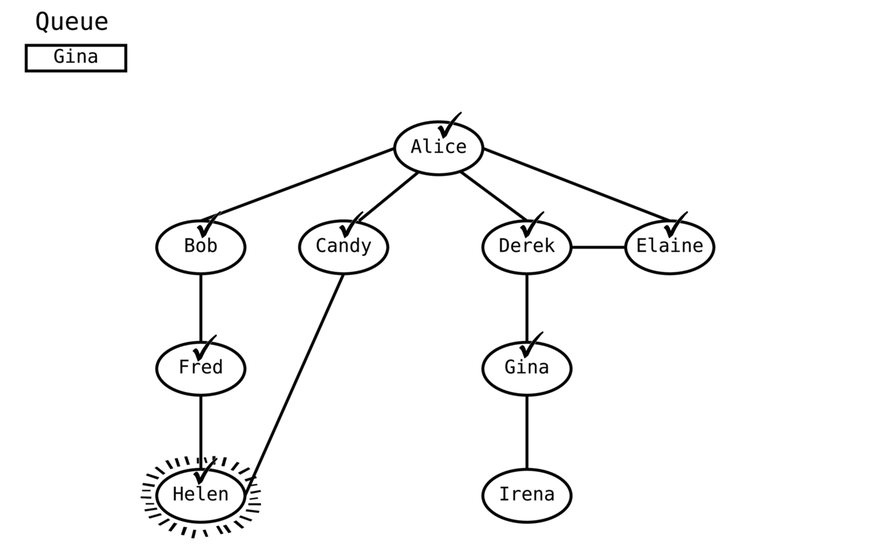 Queue
Gina
Alice
Bob
Candy
Derek
Elaine
Fred
Gina
Helen
Irena